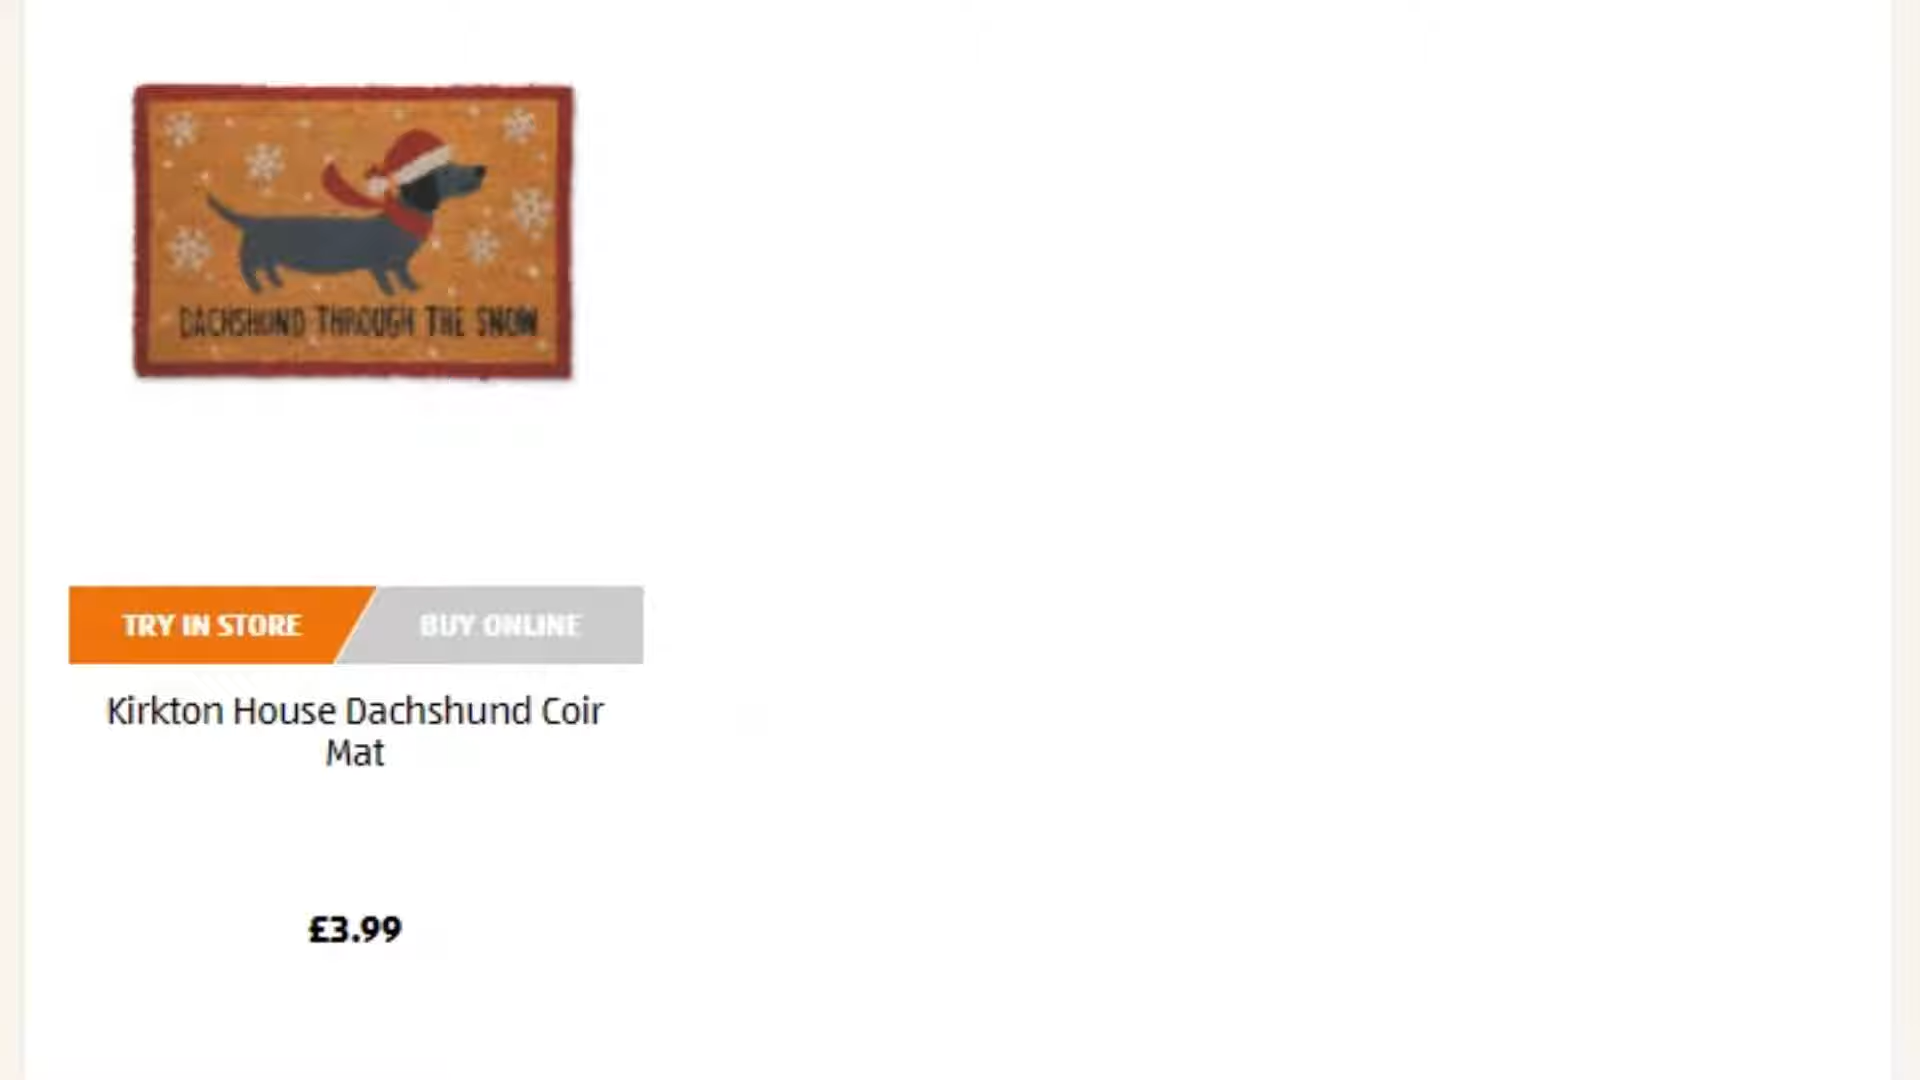 DACHSHUND THROUGH THE SNOW
TRY IN STORE
BUY ONLINE
Kirkton House Dachshund Coir
Mat
£3.99